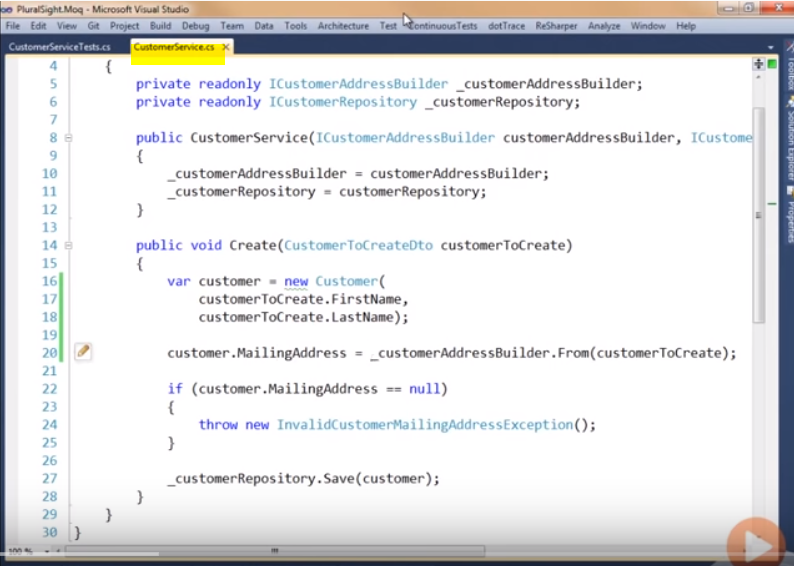 PluralSight.Moq - Microsoft Visual Studio
File Edit View Git Project Build Debug Team Data Tools Architecture Test ContinuousTests dotTrace ReSharper Analyze Window Help
CustomerServiceTests.cs CustomerService.cs ×
4 {
5 private readonly ICustomerAddressBuilder _customerAddressBuilder;
6 private readonly ICustomerRepository _customerRepository;
7
8 public CustomerService(ICustomerAddressBuilder customerAddressBuilder, ICustome
9 {
10 _customerAddressBuilder = customerAddressBuilder;
11 _customerRepository = customerRepository;
12 }
13
14 public void Create(CustomerToCreateDto customerToCreate)
15 {
16 var customer = new Customer(
17 customerToCreate.FirstName,
18 customerToCreate.LastName);
19
20 customer.MailingAddress = _customerAddressBuilder.From(customerToCreate);
21
22 if (customer.MailingAddress == null)
23 {
24 throw new InvalidCustomerMailingAddressException();
25 }
26
27 _customerRepository.Save(customer);
28 }
29 }
30 }
100 %
Toolbox
Solution Explorer
Properties